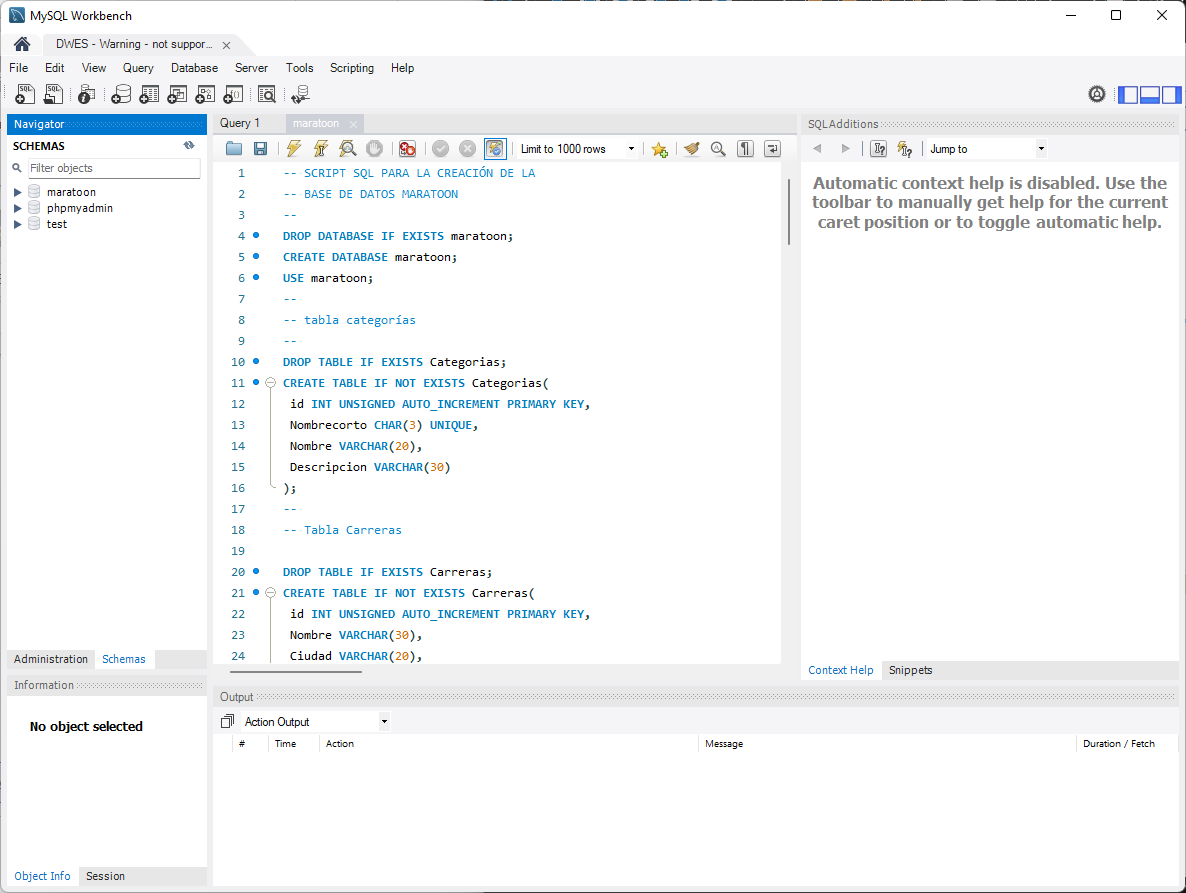 MySQL Workbench
DWES - Warning - not suppor...
File Edit View Query Database Server Tools Scripting Help
Navigator
SCHEMAS
Filter objects
maratoon
phpmyadmin
test
Administration Schemas
Information
No object selected
Object Info Session
Query 1 maratoon
Limit to 1000 rows
1 -- SCRIPT SQL PARA LA CREACIÓN DE LA
2 -- BASE DE DATOS MARATOON
3 --
4 DROP DATABASE IF EXISTS maratoon;
5 CREATE DATABASE maratoon;
6 USE maratoon;
7 --
8 -- tabla categorías
9 --
10 DROP TABLE IF EXISTS Categorias;
11 CREATE TABLE IF NOT EXISTS Categorias(
12 id INT UNSIGNED AUTO_INCREMENT PRIMARY KEY,
13 Nombrecorto CHAR(3) UNIQUE,
14 Nombre VARCHAR(20),
15 Descripcion VARCHAR(30)
16 );
17 --
18 -- Tabla Carreras
19
20 DROP TABLE IF EXISTS Carreras;
21 CREATE TABLE IF NOT EXISTS Carreras(
22 id INT UNSIGNED AUTO_INCREMENT PRIMARY KEY,
23 Nombre VARCHAR(30),
24 Ciudad VARCHAR(20),
SQLAdditions
Jump to
Automatic context help is disabled. Use the
toolbar to manually get help for the current
caret position or to toggle automatic help.
Context Help Snippets
Output
Action Output
# Time Action Message Duration / Fetch